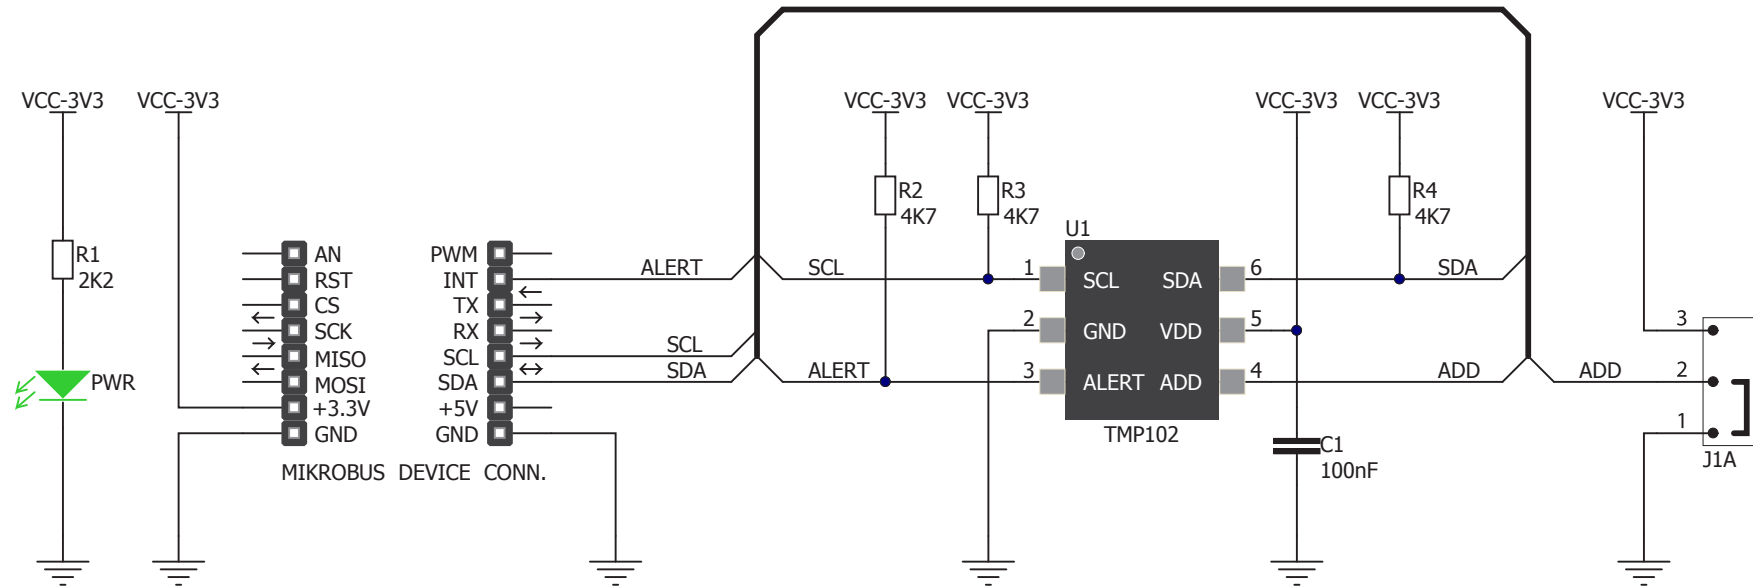 VCC-3V3 VCC-3V3 VCC-3V3 VCC-3V3 VCC-3V3 VCC-3V3 VCC-3V3
R2 R3 R4
4K7 4K7 4K7
U1
R1 AN PWM
2K2 RST INT ALERT SCL 1 SCL SDA 6 SDA
CS TX
SCK RX 2 GND VDD 5 3
MISO SCL SCL
PWR MOSI SDA SDA ALERT 3 ALERT ADD 4 ADD ADD 2
+3.3V +5V
GND GND TMP102 1
C1
MIKROBUS DEVICE CONN. 100nF J1A